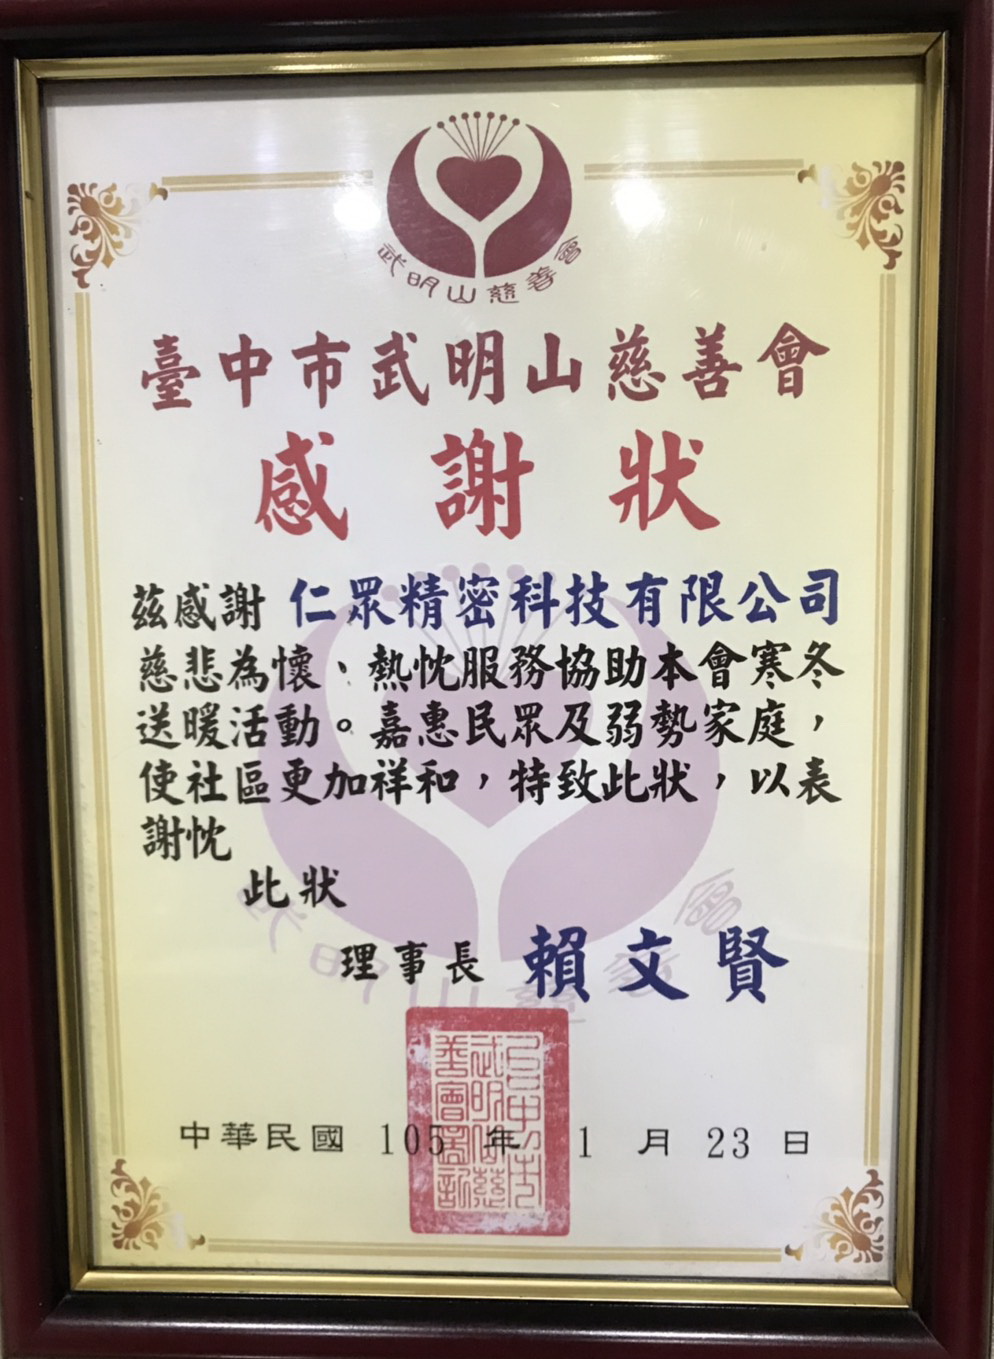 武明山慈善會
臺中市武明山慈善會
感謝狀
茲感謝 仁眾精密科技有限公司
慈悲為懷、熱忱服務協助本會寒冬
送暖活動。嘉惠民眾及弱勢家庭，
使社區更加祥和，特致此狀，以表
謝忱
此狀
理事長 賴文賢
中華民國 105 年 1 月 23 日